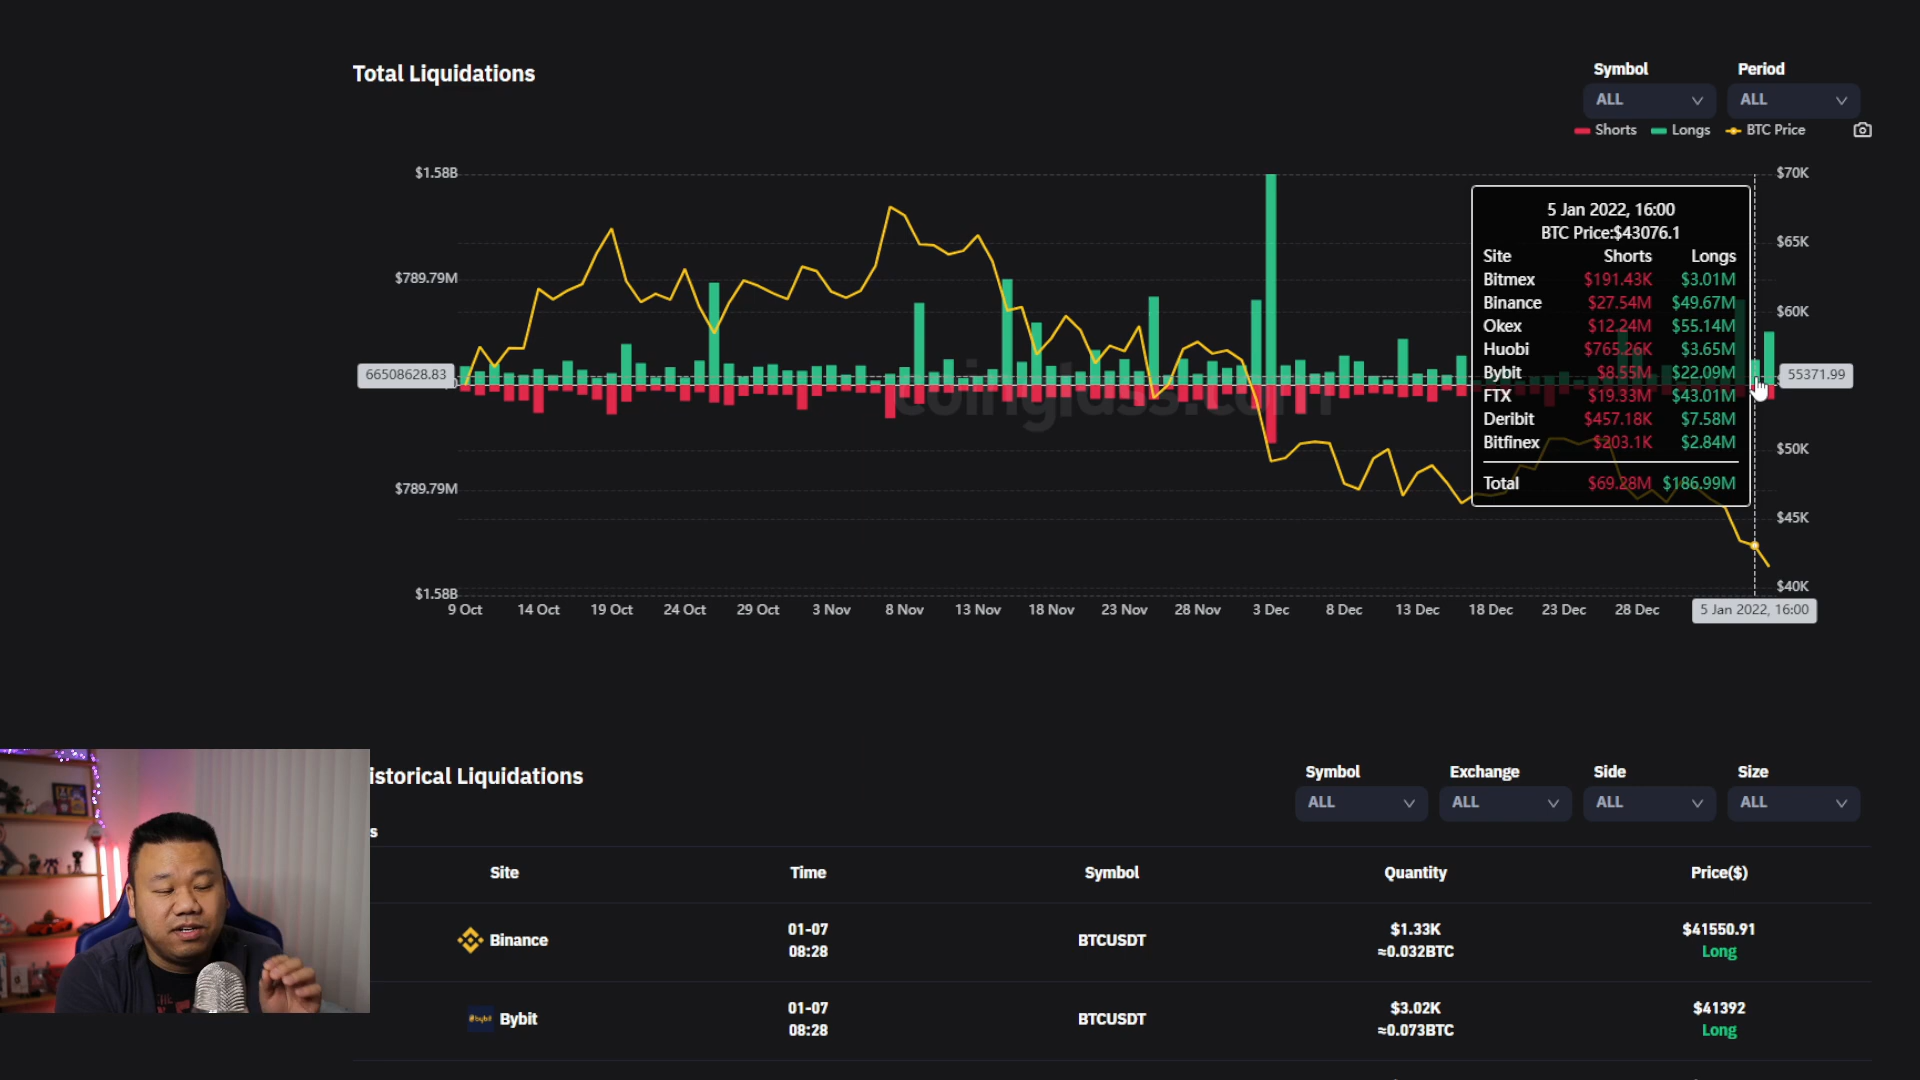 Total Liquidations
Symbol Period
ALL ALL
Shorts Longs BTC Price
$1.58B $70K
5 Jan 2022, 16:00
BTC Price:$43076.1
$65K
Site Shorts Longs
Bitmex $191.43K $3.01M
$789.79M
Binance $27.54M $49.67M
$60K
Okex $12.24M $55.14M
Huobi $765.26K $3.65M
66508628.83 Bybit $8.55M $22.09M 55371.99
coinglass.com
FTX $19.33M $43.01M
Deribit $457.18K $7.58M
Bitfinex $203.1K $2.84M
$50K
Total $69.28M $186.99M
$789.79M
$45K
$1.58B $40K
9 Oct 14 Oct 19 Oct 24 Oct 29 Oct 3 Nov 8 Nov 13 Nov 18 Nov 23 Nov 28 Nov 3 Dec 8 Dec 13 Dec 18 Dec 23 Dec 28 Dec 5 Jan 2022, 16:00
istorical Liquidations
Symbol Exchange Side Size
ALL ALL ALL ALL
s
Site Time Symbol Quantity Price($)
Binance 01-07 08:28 BTCUSDT $1.33K ≈0.032BTC $41550.91 Long
bybit Bybit 01-07 08:28 BTCUSDT $3.02K ≈0.073BTC $41392 Long